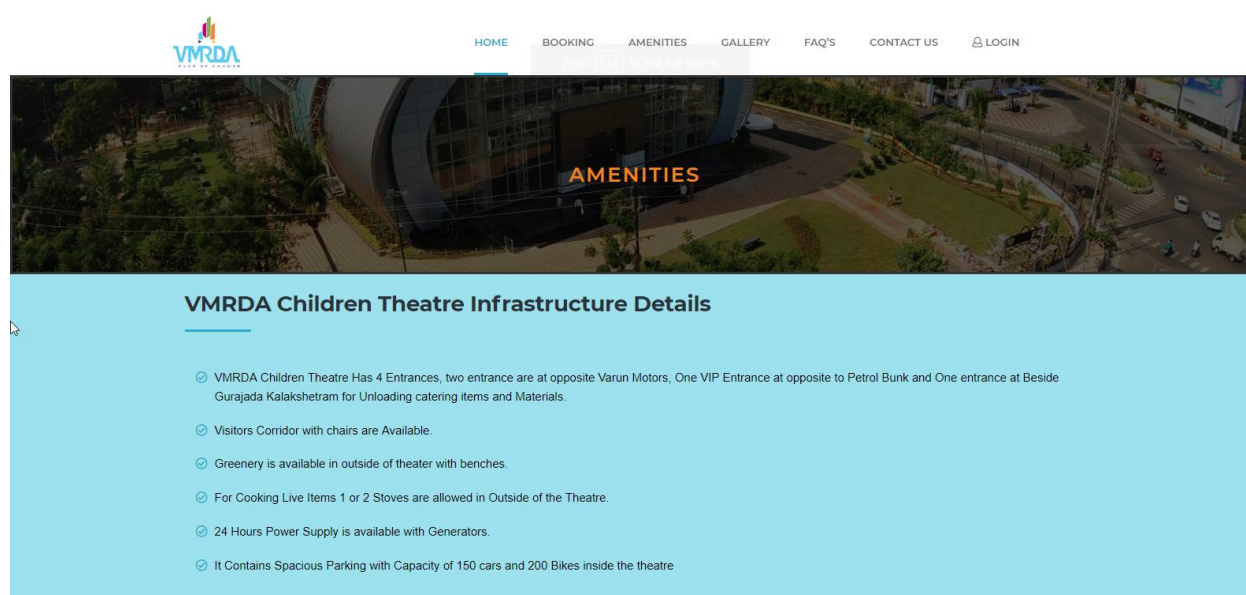 VMRDA
HOME BOOKING AMENITIES GALLERY FAQ'S CONTACT US LOGIN
AMENITIES
VMRDA Children Theatre Infrastructure Details
VMRDA Children Theatre Has 4 Entrances, two entrance are at opposite Varun Motors, One VIP Entrance at opposite to Petrol Bunk and One entrance at Beside
Gurajada Kalakshetram for Unloading catering items and Materials.
Visitors Corridor with chairs are Available.
Greenery is available in outside of theater with benches.
For Cooking Live Items 1 or 2 Stoves are allowed in Outside of the Theatre.
24 Hours Power Supply is available with Generators.
It Contains Spacious Parking with Capacity of 150 cars and 200 Bikes inside the theatre